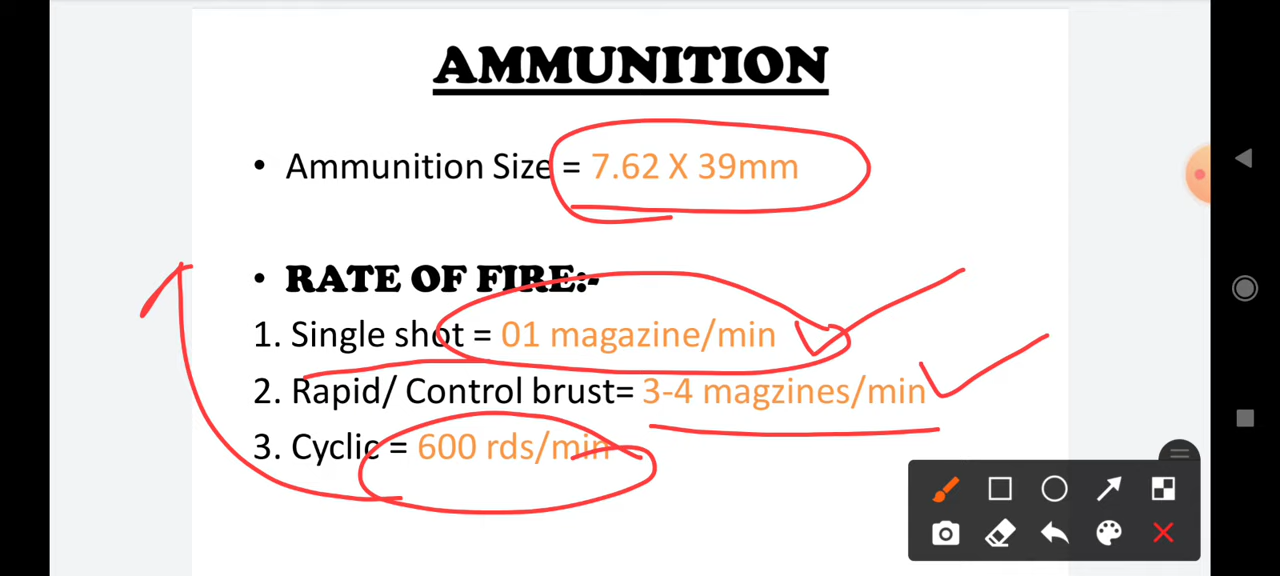 AMMUNITION
• Ammunition Size = 7.62 X 39mm
• RATE OF FIRE:-
1. Single shot = 01 magazine/min
2. Rapid/ Control brust= 3-4 magzines/min
3. Cyclic = 600 rds/min